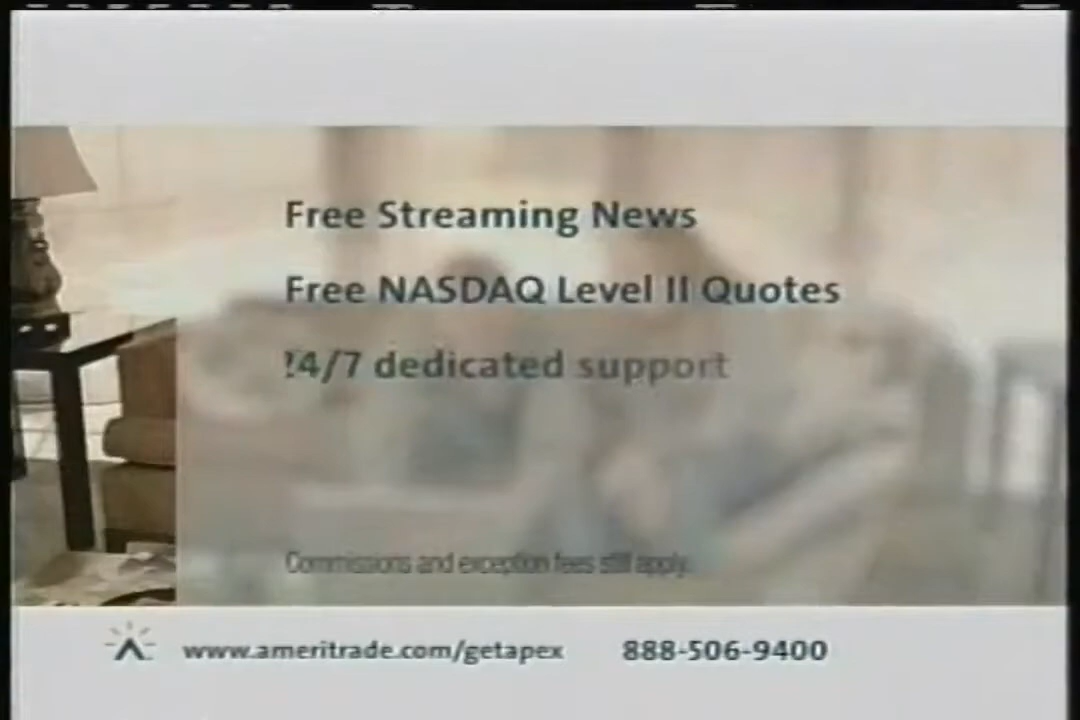 Free Streaming News
Free NASDAQ Level II Quotes
24/7 dedicated support
Commissions and exception fees still apply.
www.ameritrade.com/getapex 888-506-9400